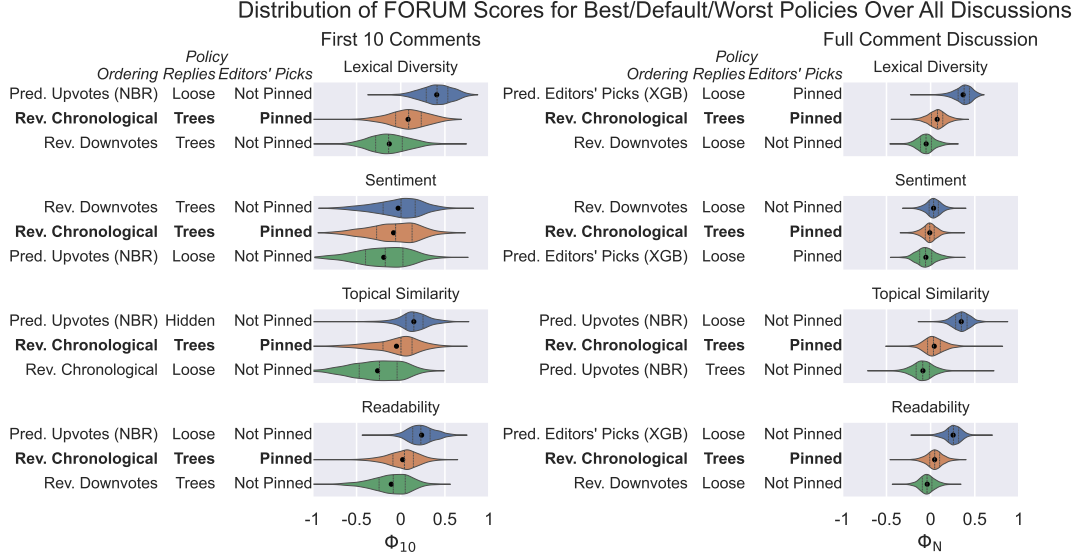 Distribution of FORUM Scores for Best/Default/Worst Policies Over All Discussions
First 10 Comments
Policy
Ordering Replies Editors' Picks
Lexical Diversity
Pred. Upvotes (NBR) Loose Not Pinned
Rev. Chronological Trees Pinned
Rev. Downvotes Trees Not Pinned
Sentiment
Rev. Downvotes Trees Not Pinned
Rev. Chronological Trees Pinned
Pred. Upvotes (NBR) Loose Not Pinned
Topical Similarity
Pred. Upvotes (NBR) Hidden Not Pinned
Rev. Chronological Trees Pinned
Rev. Chronological Loose Not Pinned
Readability
Pred. Upvotes (NBR) Loose Not Pinned
Rev. Chronological Trees Pinned
Rev. Downvotes Trees Not Pinned
-1 -0.5 0 0.5 1
Φ10
Full Comment Discussion
Policy
Ordering Replies Editors' Picks
Lexical Diversity
Pred. Editors' Picks (XGB) Loose Pinned
Rev. Chronological Trees Pinned
Rev. Downvotes Loose Not Pinned
Sentiment
Rev. Downvotes Loose Not Pinned
Rev. Chronological Trees Pinned
Pred. Editors' Picks (XGB) Loose Pinned
Topical Similarity
Pred. Upvotes (NBR) Loose Not Pinned
Rev. Chronological Trees Pinned
Pred. Upvotes (NBR) Trees Not Pinned
Readability
Pred. Editors' Picks (XGB) Loose Not Pinned
Rev. Chronological Trees Pinned
Rev. Downvotes Loose Not Pinned
-1 -0.5 0 0.5 1
ΦN